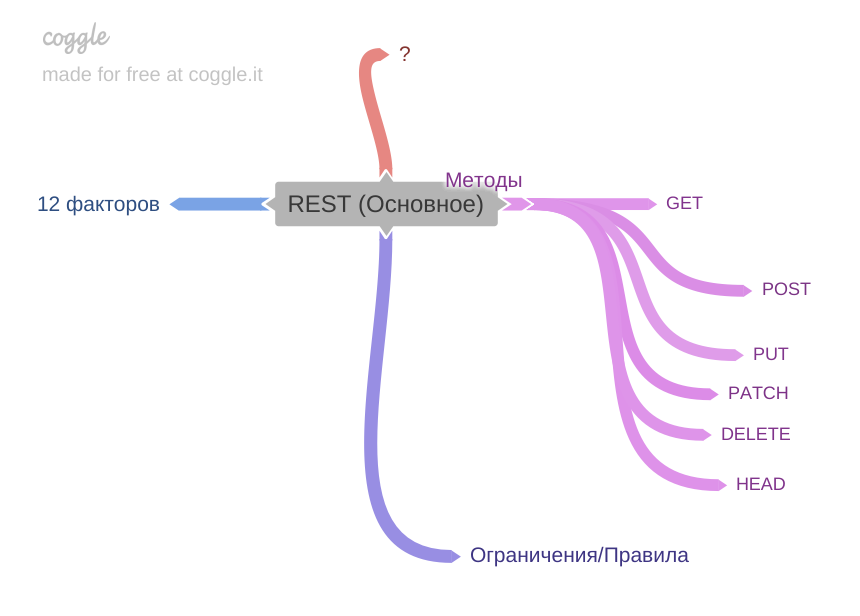 coggle
made for free at coggle.it
?
Методы
12 факторов
REST (Основное)
GET
POST
PUT
PATCH
DELETE
HEAD
Ограничения/Правила